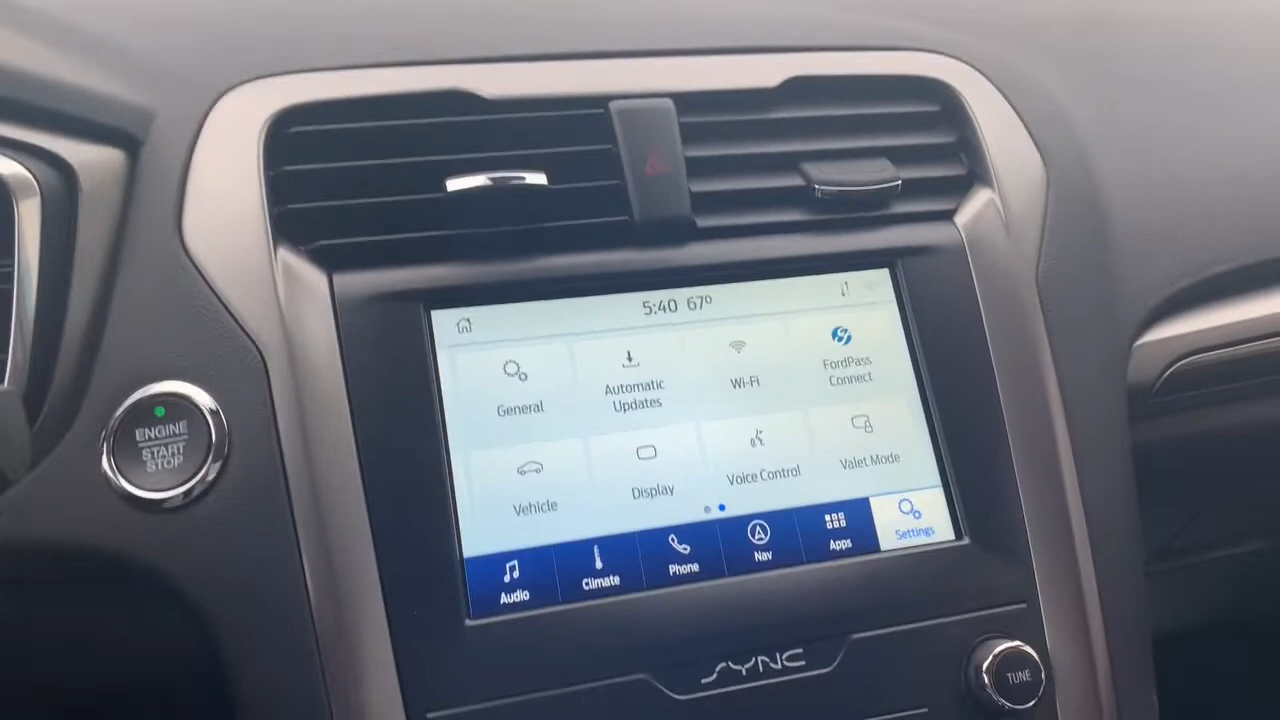 5:40 67º
General
Automatic
Updates
Wi-Fi
FordPass
Connect
Vehicle
Display
Voice Control
Valet Mode
Audio
Climate
Phone
Nav
Apps
Settings
ENGINE
START
STOP
SYNC
TUNE